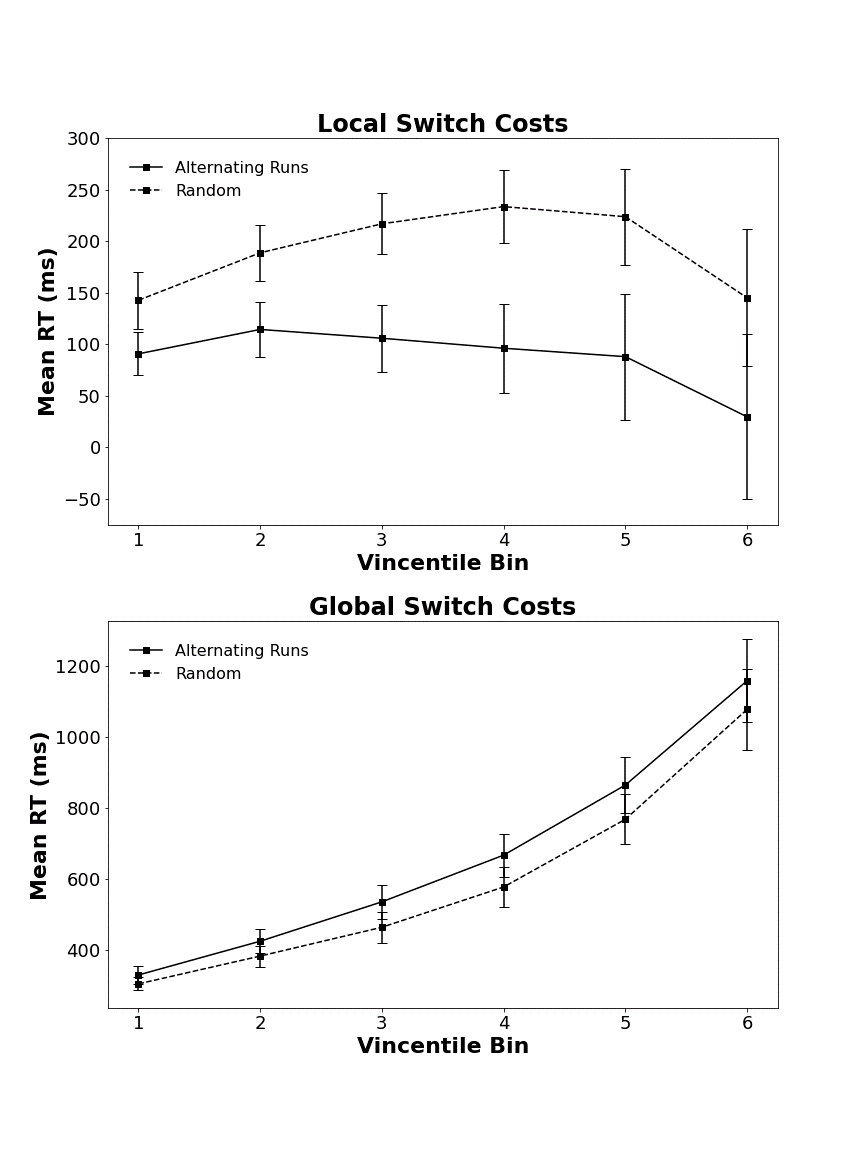 Local Switch Costs
300
250
200
150
100
50
0
−50
Mean RT (ms)
Alternating Runs
Random
1 2 3 4 5 6
Vincentile Bin
Global Switch Costs
1200
1000
800
600
400
Mean RT (ms)
Alternating Runs
Random
1 2 3 4 5 6
Vincentile Bin